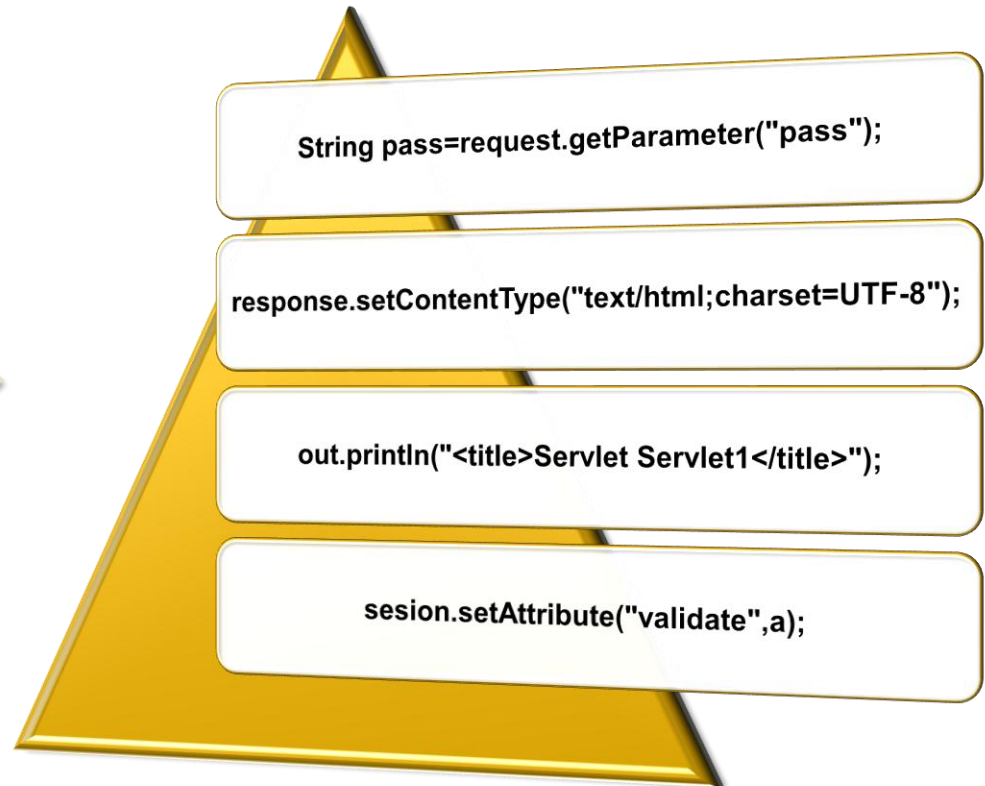 String pass=request.getParameter("pass");
response.setContentType("text/html;charset=UTF-8");
out.println("<title>Servlet Servlet1</title>");
sesion.setAttribute("validate",a);